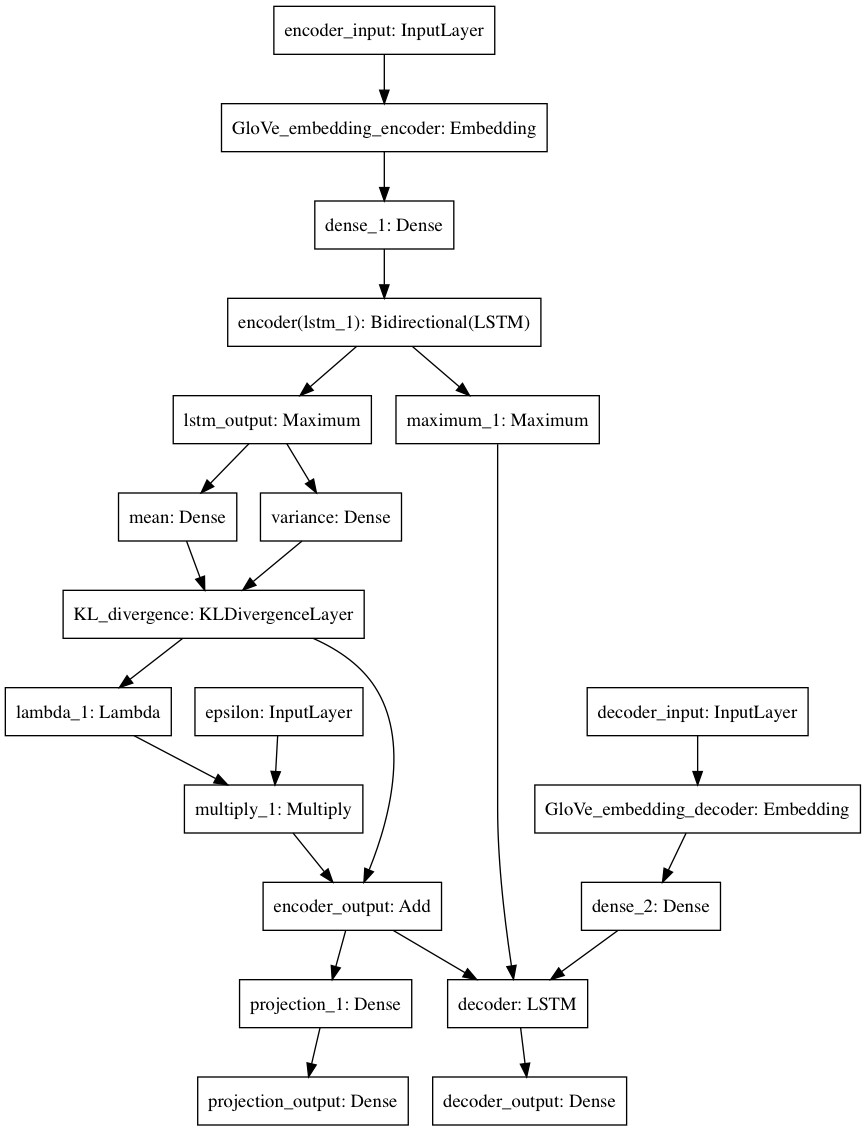 encoder_input: InputLayer
GloVe_embedding_encoder: Embedding
dense_1: Dense
encoder(lstm_1): Bidirectional(LSTM)
lstm_output: Maximum
maximum_1: Maximum
mean: Dense
variance: Dense
KL_divergence: KLDivergenceLayer
lambda_1: Lambda
epsilon: InputLayer
decoder_input: InputLayer
multiply_1: Multiply
GloVe_embedding_decoder: Embedding
encoder_output: Add
dense_2: Dense
projection_1: Dense
decoder: LSTM
projection_output: Dense
decoder_output: Dense